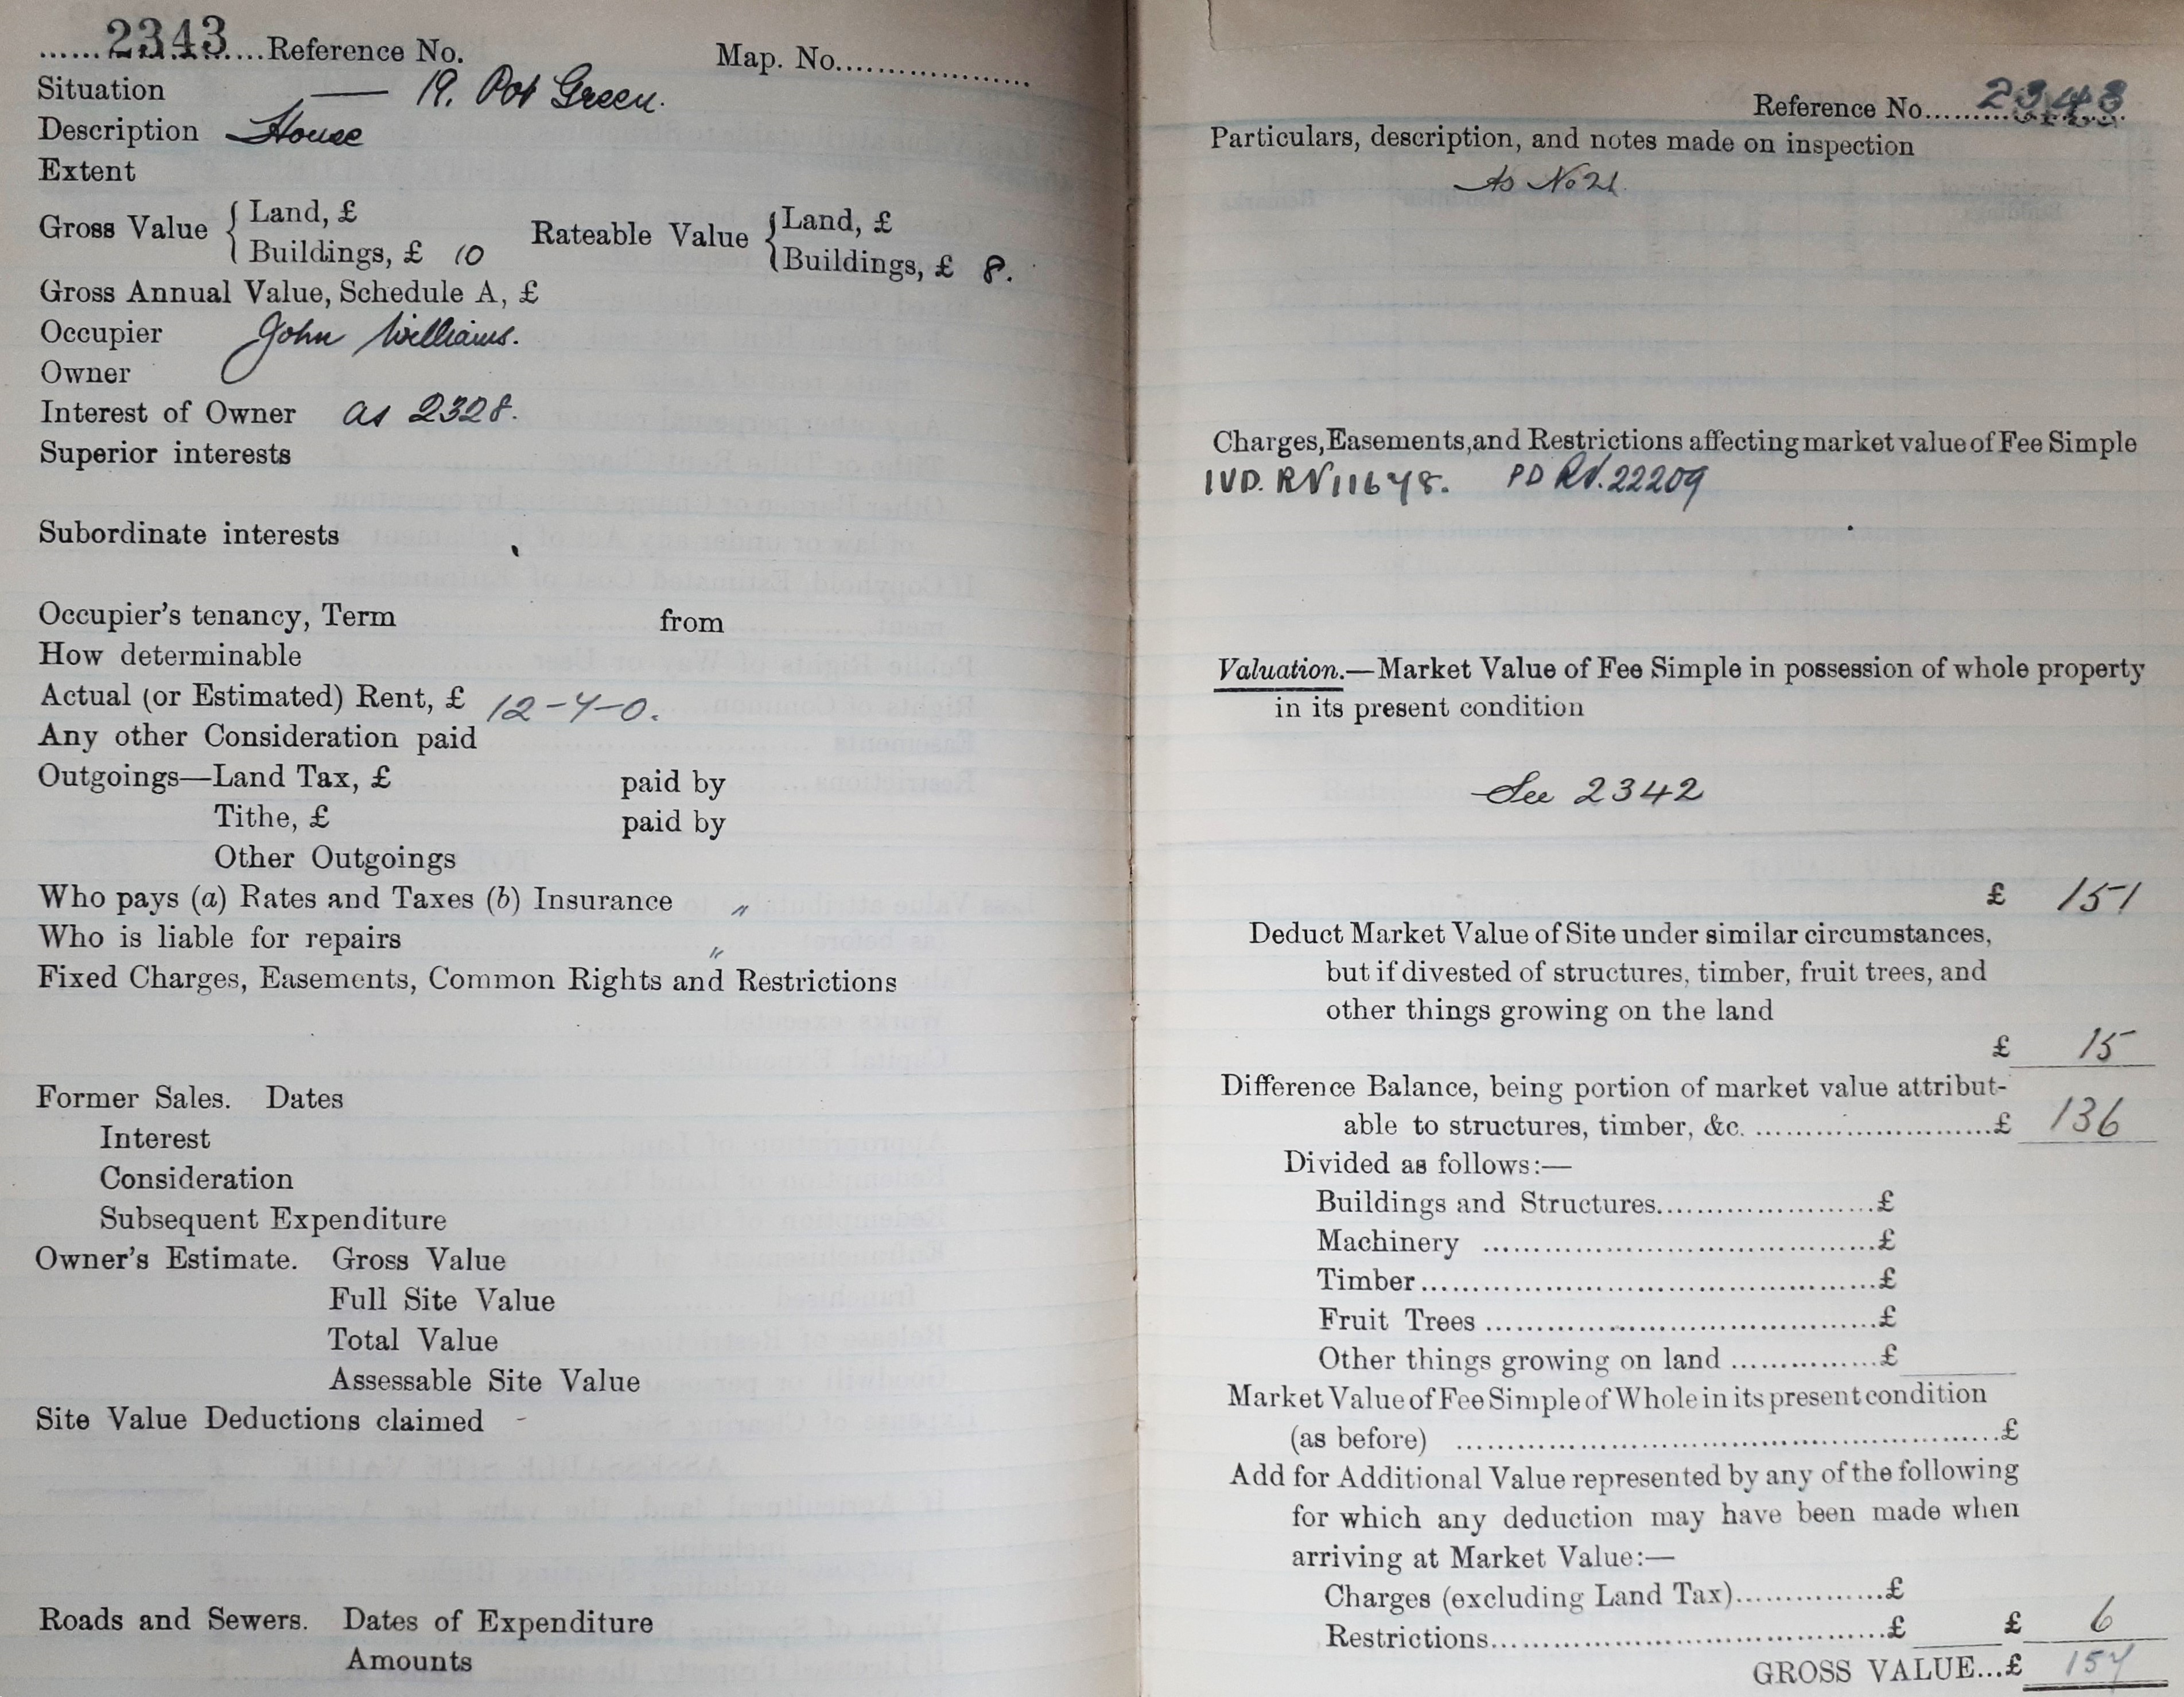 ......2343....Reference No. Map. No...................
Situation — 19. Pot Green.
Description House
Extent
Gross Value { Land, £
Buildings, £ 10
Rateable Value { Land, £
Buildings, £ 8.
Gross Annual Value, Schedule A, £
Occupier John Williams.
Owner
Interest of Owner as 2328.
Superior interests
Subordinate interests
Occupier's tenancy, Term from
How determinable
Actual (or Estimated) Rent, £ 12-4-0.
Any other Consideration paid
Outgoings—Land Tax, £ paid by
Tithe, £ paid by
Other Outgoings
Who pays (a) Rates and Taxes (b) Insurance "
Who is liable for repairs "
Fixed Charges, Easements, Common Rights and Restrictions
Former Sales. Dates
Interest
Consideration
Subsequent Expenditure
Owner's Estimate. Gross Value
Full Site Value
Total Value
Assessable Site Value
Site Value Deductions claimed -
Roads and Sewers. Dates of Expenditure
Amounts
Reference No. 2343
Particulars, description, and notes made on inspection
As No 21.
Charges, Easements, and Restrictions affecting market value of Fee Simple
IVD. RV11648. PD RV.22209
Valuation.—Market Value of Fee Simple in possession of whole property
in its present condition
See 2342
£ 151
Deduct Market Value of Site under similar circumstances,
but if divested of structures, timber, fruit trees, and
other things growing on the land
£ 15
Difference Balance, being portion of market value attribut-
able to structures, timber, &c. ...........................£ 136
Divided as follows:—
Buildings and Structures........................£
Machinery ............................................£
Timber...................................................£
Fruit Trees ............................................£
Other things growing on land ................£
Market Value of Fee Simple of Whole in its present condition
(as before) ...............................................................£
Add for Additional Value represented by any of the following
for which any deduction may have been made when
arriving at Market Value:—
Charges (excluding Land Tax)................£
Restrictions............................................£ £ 6
GROSS VALUE...£ 157